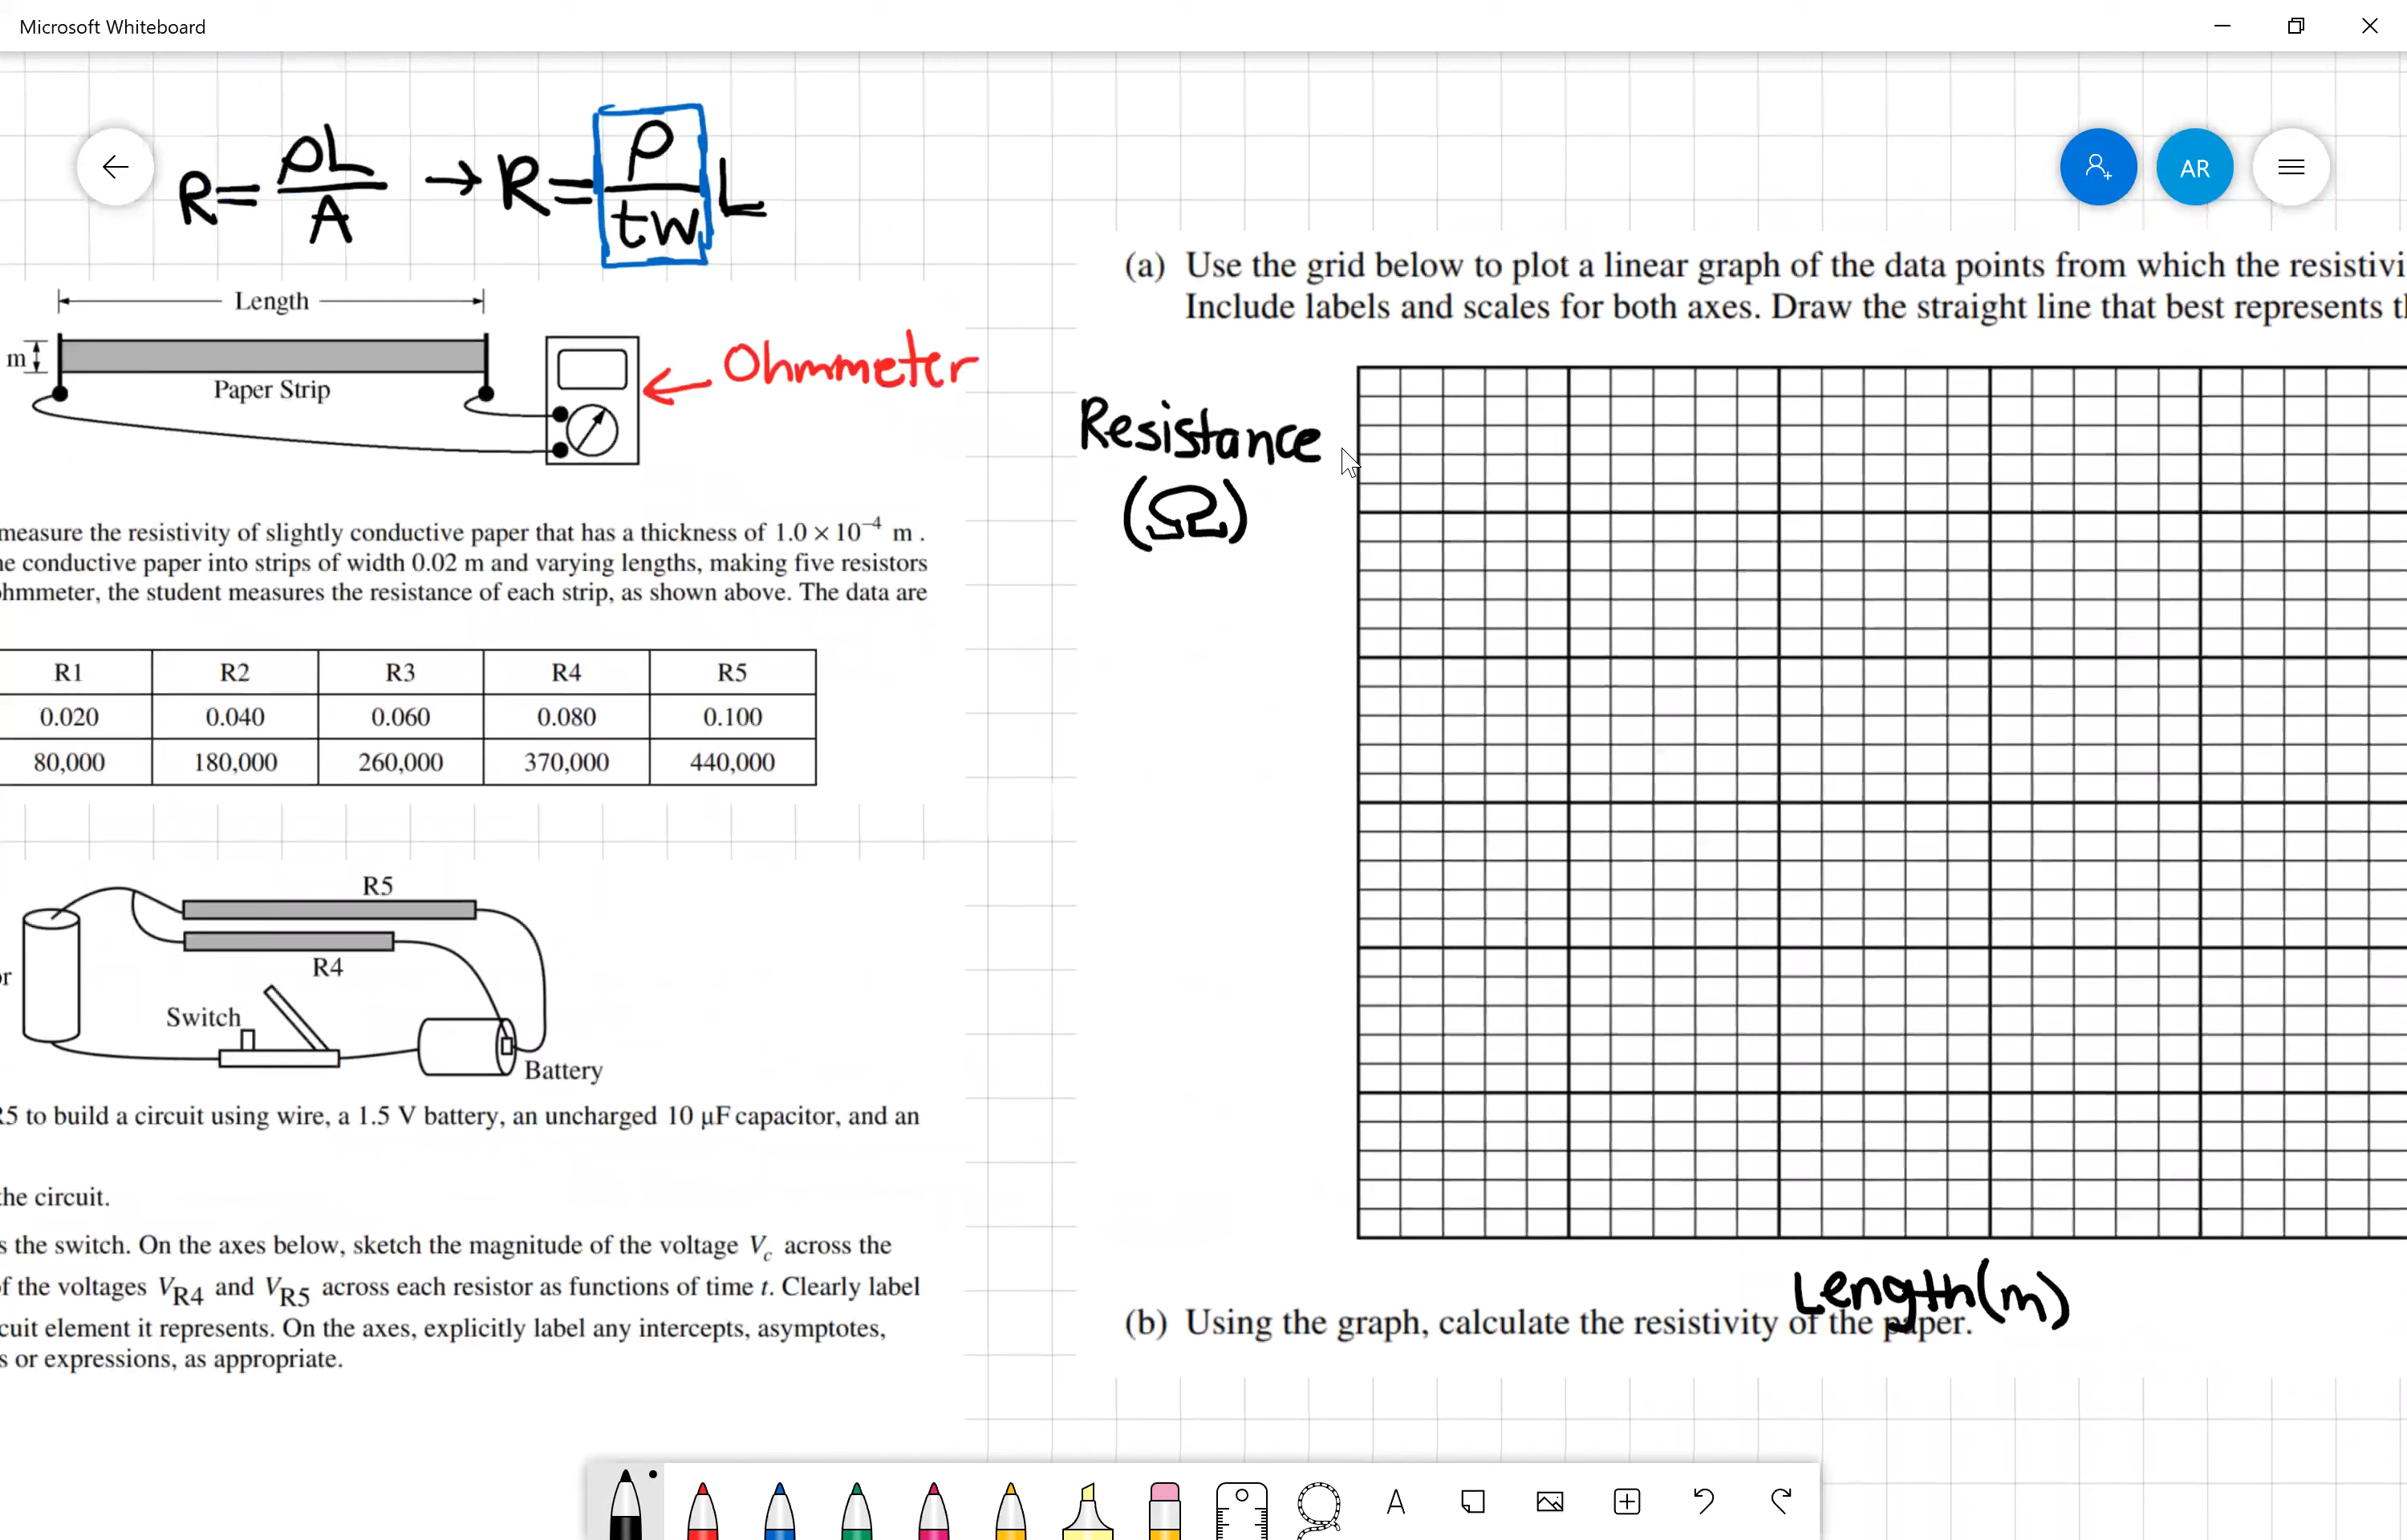 Microsoft Whiteboard
R = ρL / A → R = ρ / tw L
AR
Length
m
Paper Strip
Ohmmeter
measure the resistivity of slightly conductive paper that has a thickness of 1.0 × 10⁻⁴ m .
e conductive paper into strips of width 0.02 m and varying lengths, making five resistors
hmmeter, the student measures the resistance of each strip, as shown above. The data are
R1 R2 R3 R4 R5
0.020 0.040 0.060 0.080 0.100
80,000 180,000 260,000 370,000 440,000
R5
R4
or
Switch
Battery
R5 to build a circuit using wire, a 1.5 V battery, an uncharged 10 μF capacitor, and an
the circuit.
s the switch. On the axes below, sketch the magnitude of the voltage V_c across the
f the voltages V_R4 and V_R5 across each resistor as functions of time t. Clearly label
cuit element it represents. On the axes, explicitly label any intercepts, asymptotes,
s or expressions, as appropriate.
(a) Use the grid below to plot a linear graph of the data points from which the resistivi
Include labels and scales for both axes. Draw the straight line that best represents t
Resistance
(Ω)
Length(m)
(b) Using the graph, calculate the resistivity of the paper.
A